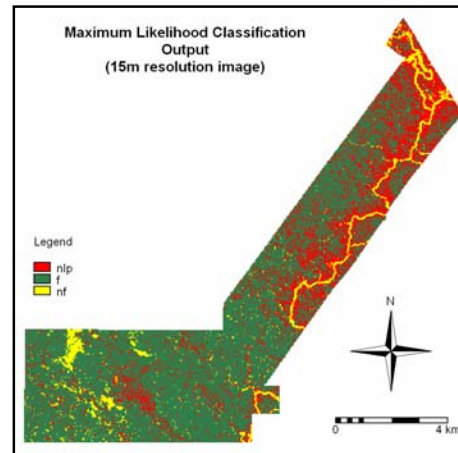 Maximum Likelihood Classification
Output
(15m resolution image)
Legend
nlp
f
nf
N
0 4 km